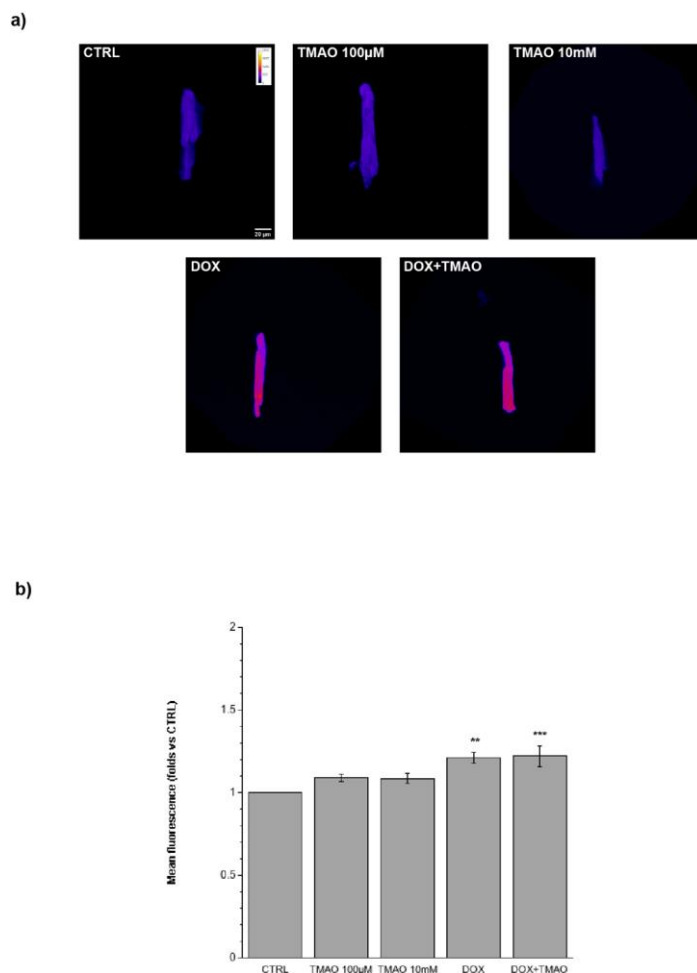 a)
CTRL
TMAO 100µM
TMAO 10mM
20 µm
DOX
DOX+TMAO
b)
Mean fluorescence (folds vs CTRL)
2
1.5
1
0.5
0
**
***
CTRL
TMAO 100µM
TMAO 10mM
DOX
DOX+TMAO